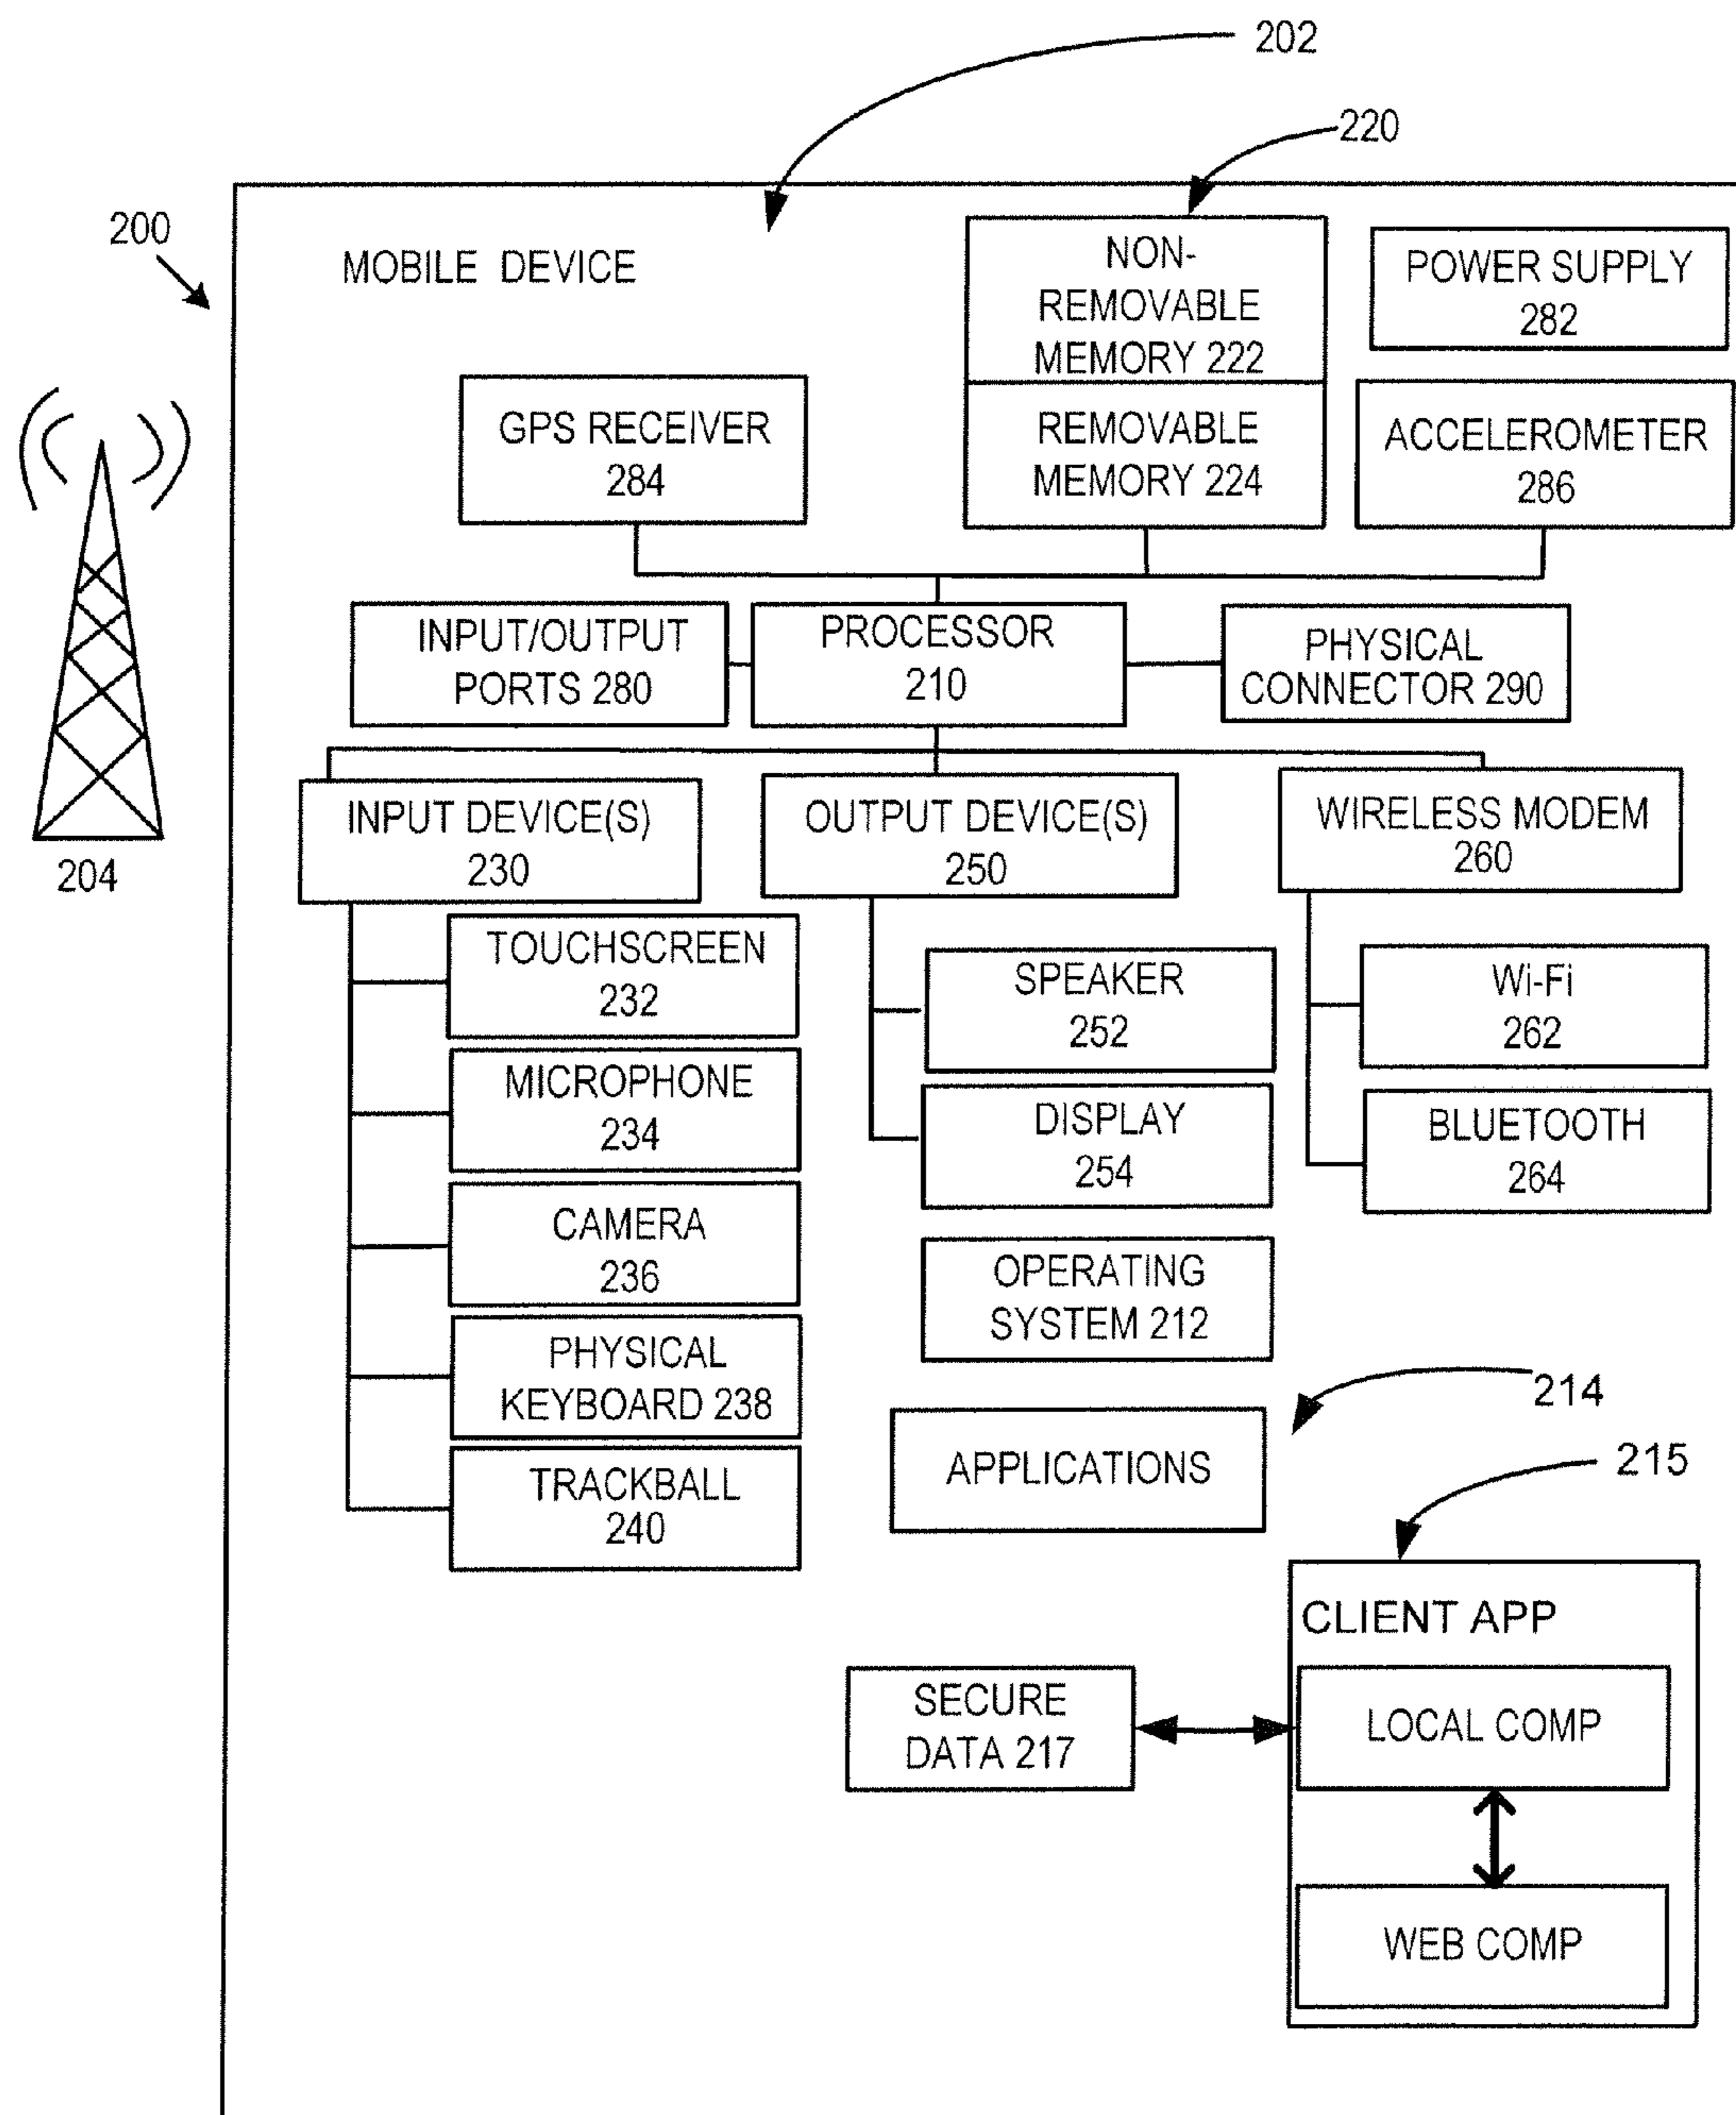 202
220
200
MOBILE DEVICE
NON-
REMOVABLE
MEMORY 222
POWER SUPPLY
282
GPS RECEIVER
284
REMOVABLE
MEMORY 224
ACCELEROMETER
286
INPUT/OUTPUT
PORTS 280
PROCESSOR
210
PHYSICAL
CONNECTOR 290
204
INPUT DEVICE(S)
230
OUTPUT DEVICE(S)
250
WIRELESS MODEM
260
TOUCHSCREEN
232
MICROPHONE
234
CAMERA
236
PHYSICAL
KEYBOARD 238
TRACKBALL
240
SPEAKER
252
DISPLAY
254
Wi-Fi
262
BLUETOOTH
264
OPERATING
SYSTEM 212
214
APPLICATIONS
215
CLIENT APP
SECURE
DATA 217
LOCAL COMP
WEB COMP